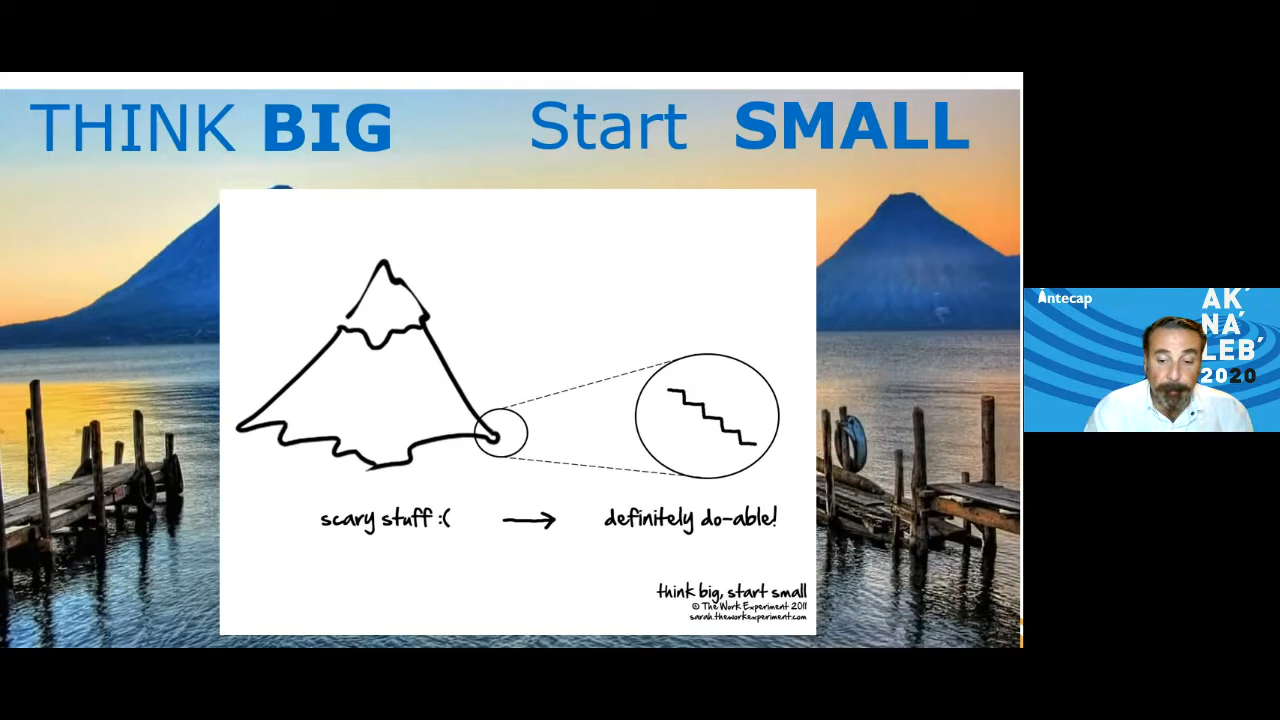 THINK BIG Start SMALL
scary stuff :( → definitely do-able!
think big, start small
© The Work Experiment 2011
sarah.theworkexperiment.com
Antecap
AK´
NA´
LEB´
2020